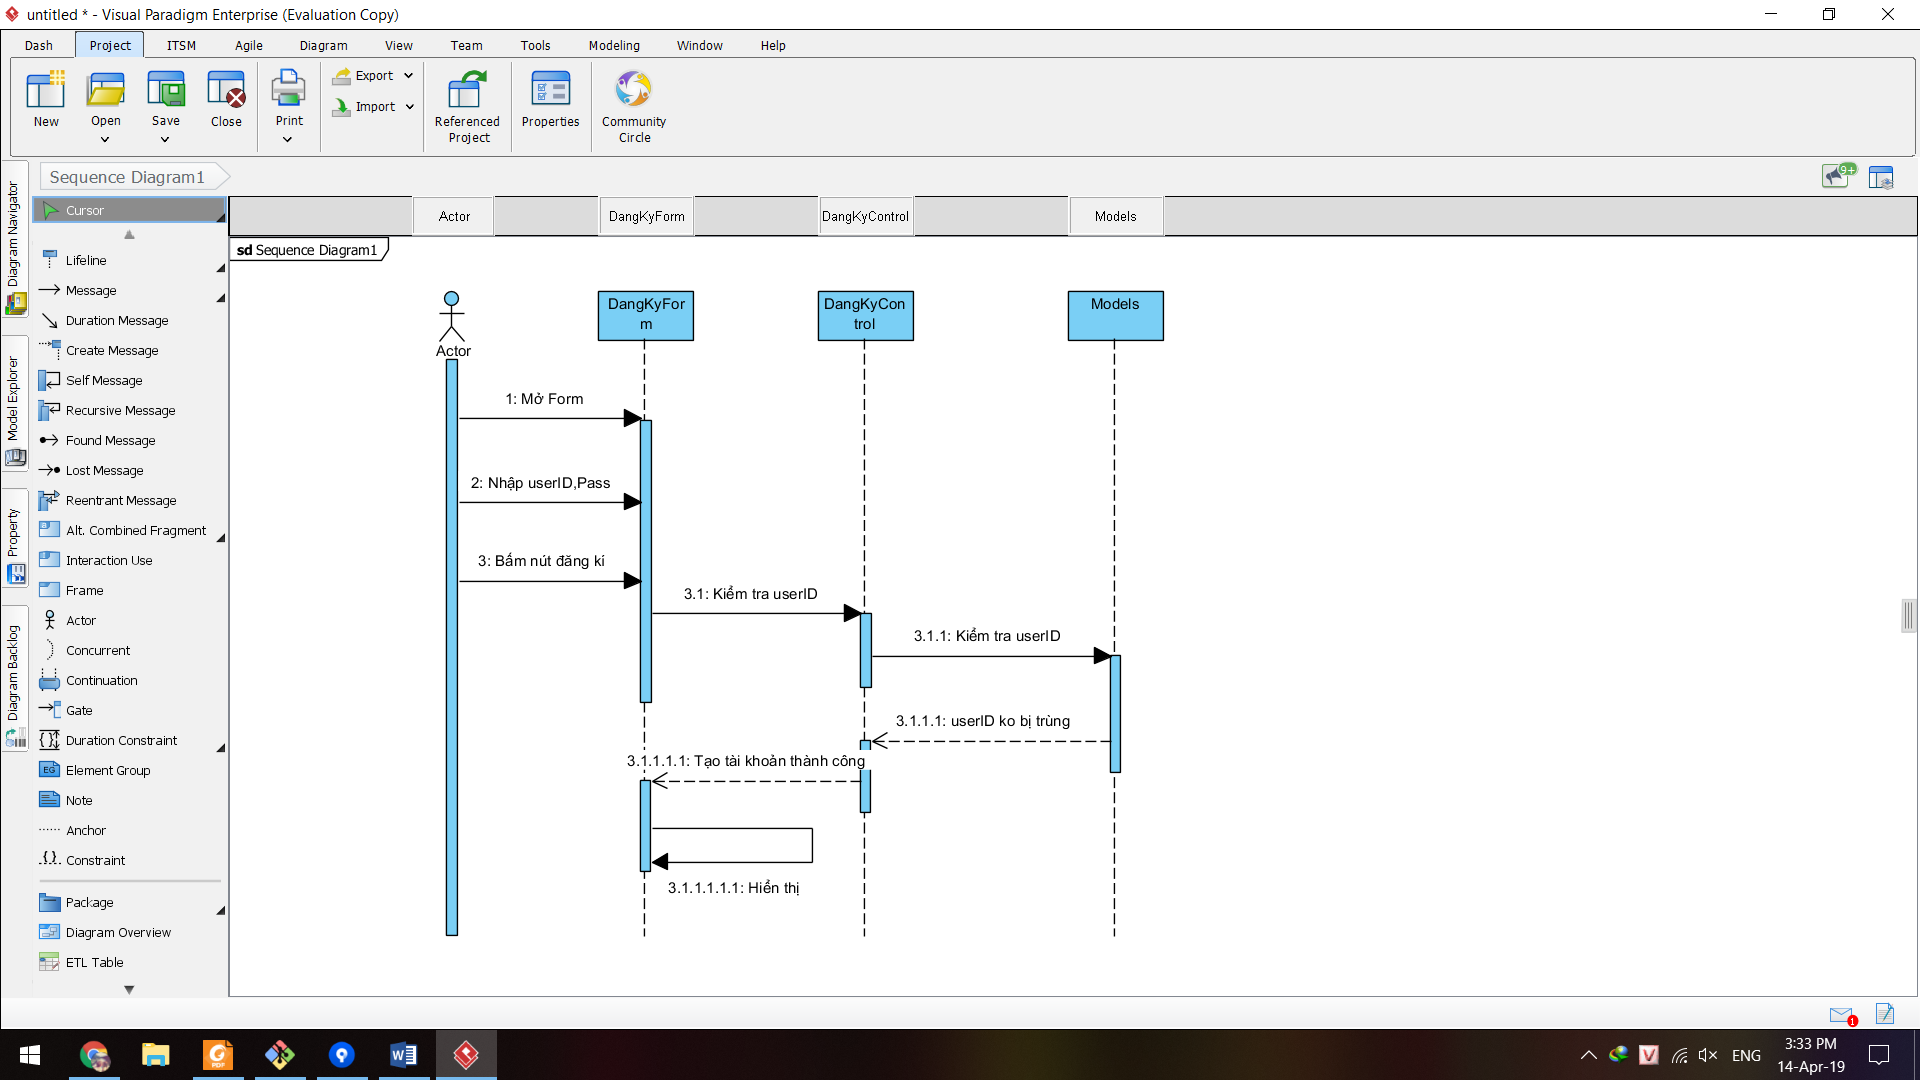 untitled * - Visual Paradigm Enterprise (Evaluation Copy)
Dash Project ITSM Agile Diagram View Team Tools Modeling Window Help
New Open Save Close Print Export Import Referenced Project Properties Community Circle
Sequence Diagram1
9+
Diagram Navigator
Model Explorer
Property
Diagram Backlog
Cursor
Lifeline
Message
Duration Message
Create Message
Self Message
Recursive Message
Found Message
Lost Message
Reentrant Message
Alt. Combined Fragment
Interaction Use
Frame
Actor
Concurrent
Continuation
Gate
Duration Constraint
EG Element Group
Note
Anchor
{} Constraint
Package
Diagram Overview
ETL Table
Actor DangKyForm DangKyControl Models
sd Sequence Diagram1
DangKyFor
m
DangKyCon
trol
Models
Actor
1: Mở Form
2: Nhập userID,Pass
3: Bấm nút đăng kí
3.1: Kiểm tra userID
3.1.1: Kiểm tra userID
3.1.1.1: userID ko bị trùng
3.1.1.1.1: Tạo tài khoản thành công
3.1.1.1.1.1: Hiển thị
1
PDF
W
V
ENG
3:33 PM
14-Apr-19